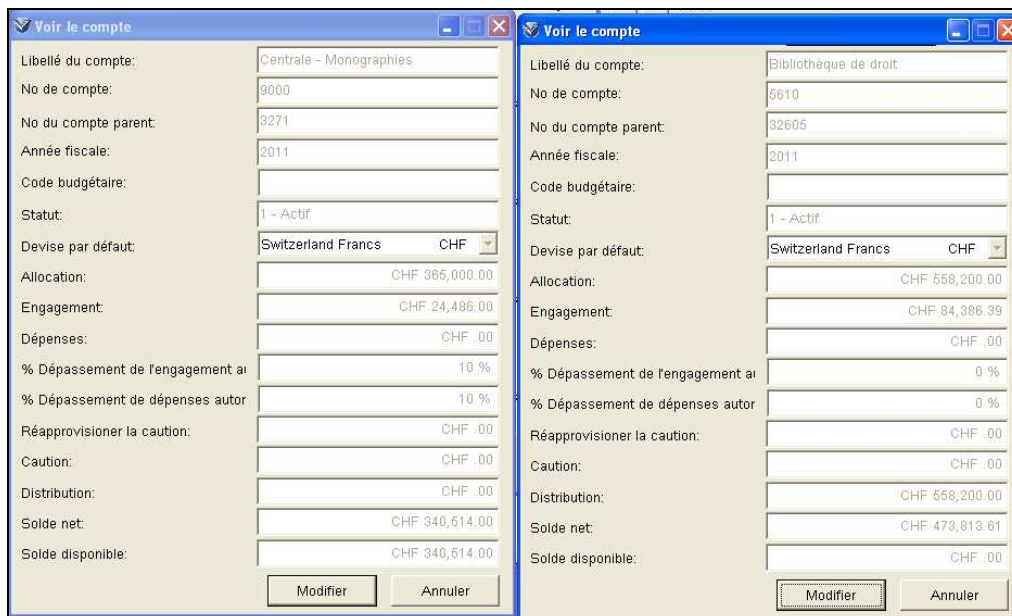 Voir le compte
Libellé du compte: Centrale - Monographies
No de compte: 9000
No du compte parent: 3271
Année fiscale: 2011
Code budgétaire:
Statut: 1 - Actif
Devise par défaut: Switzerland Francs CHF
Allocation: CHF 365,000.00
Engagement: CHF 24,486.00
Dépenses: CHF .00
% Dépassement de l'engagement au 10 %
% Dépassement de dépenses autor 10 %
Réapprovisioner la caution: CHF .00
Caution: CHF .00
Distribution: CHF .00
Solde net: CHF 340,514.00
Solde disponible: CHF 340,514.00
Modifier Annuler
Voir le compte
Libellé du compte: Bibliothèque de droit
No de compte: 5610
No du compte parent: 32605
Année fiscale: 2011
Code budgétaire:
Statut: 1 - Actif
Devise par défaut: Switzerland Francs CHF
Allocation: CHF 558,200.00
Engagement: CHF 84,386.39
Dépenses: CHF .00
% Dépassement de l'engagement au 0 %
% Dépassement de dépenses autor 0 %
Réapprovisioner la caution: CHF .00
Caution: CHF .00
Distribution: CHF 558,200.00
Solde net: CHF 473,813.61
Solde disponible: CHF .00
Modifier Annuler